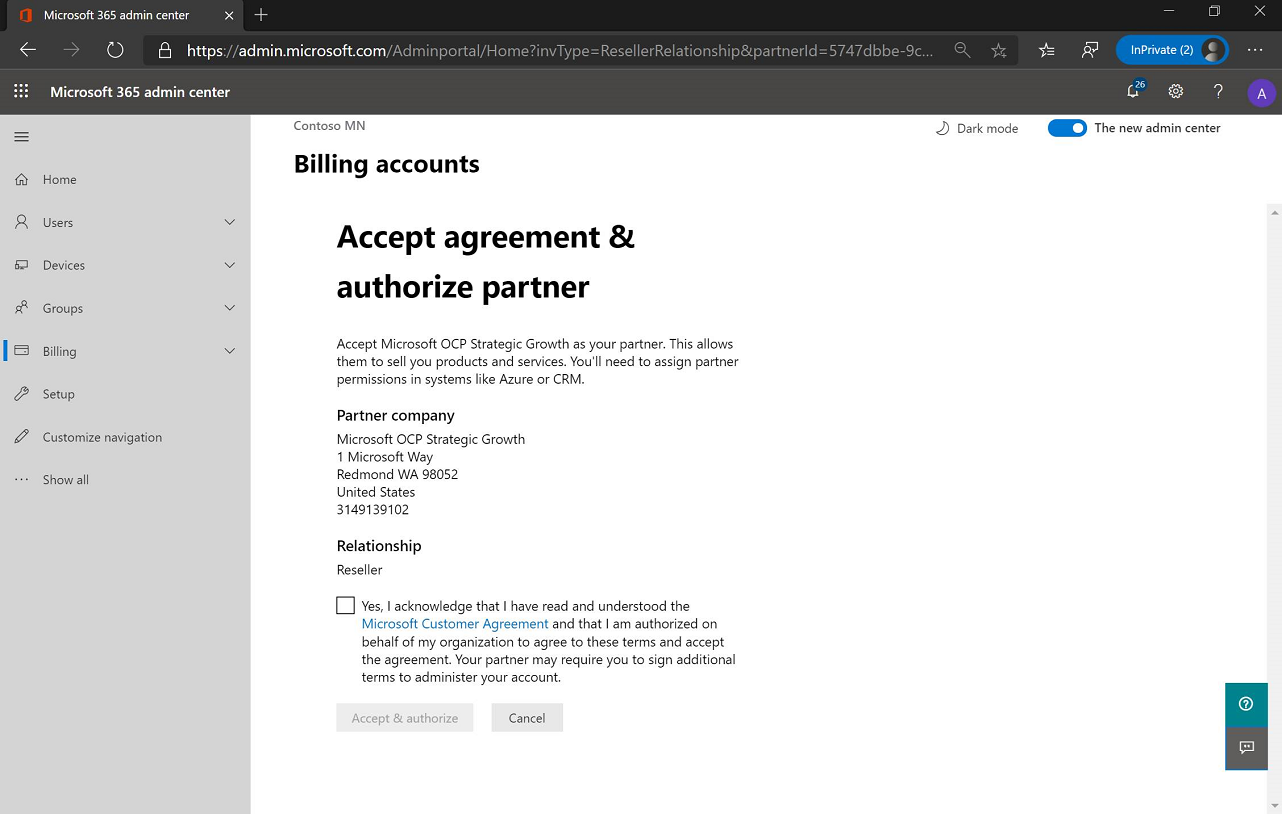 Microsoft 365 admin center
https://admin.microsoft.com/Adminportal/Home?invType=ResellerRelationship&partnerId=5747dbbe-9c...
InPrivate (2)
Microsoft 365 admin center
26
?
A
Contoso MN
Dark mode
The new admin center
Billing accounts
Home
Users
Devices
Groups
Billing
Setup
Customize navigation
Show all
Accept agreement &
authorize partner
Accept Microsoft OCP Strategic Growth as your partner. This allows
them to sell you products and services. You'll need to assign partner
permissions in systems like Azure or CRM.
Partner company
Microsoft OCP Strategic Growth
1 Microsoft Way
Redmond WA 98052
United States
3149139102
Relationship
Reseller
Yes, I acknowledge that I have read and understood the
Microsoft Customer Agreement and that I am authorized on
behalf of my organization to agree to these terms and accept
the agreement. Your partner may require you to sign additional
terms to administer your account.
Accept & authorize
Cancel